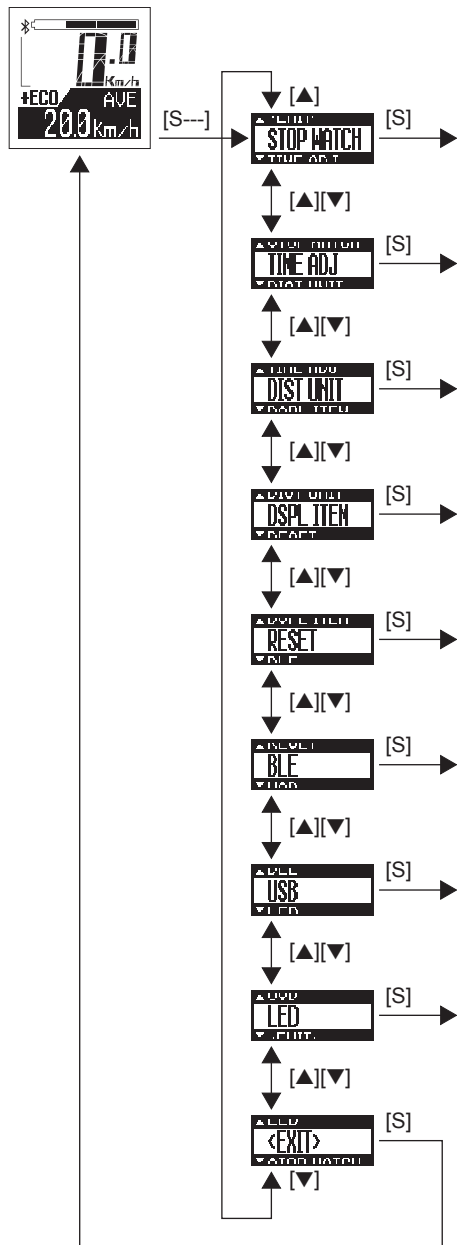 0.0
Km/h
+ECO AVE
20.0 km/h
[S---]
[▲]
STOP WATCH
[S]
[▲][▼]
TIME ADJ
[S]
[▲][▼]
DIST UNIT
[S]
[▲][▼]
DSPL ITEM
[S]
[▲][▼]
RESET
[S]
[▲][▼]
BLE
[S]
[▲][▼]
USB
[S]
[▲][▼]
LED
[S]
[▲][▼]
<EXIT>
[S]
[▼]